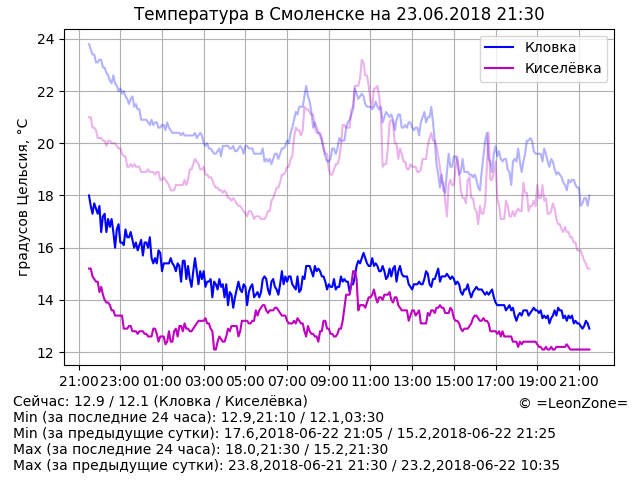 Температура в Смоленске на 23.06.2018 21:30
Кловка
Киселёвка
градусов Цельсия, °C
24
22
20
18
16
14
12
21:00 23:00 01:00 03:00 05:00 07:00 09:00 11:00 13:00 15:00 17:00 19:00 21:00
Сейчас: 12.9 / 12.1 (Кловка / Киселёвка)
© =LeonZone=
Min (за последние 24 часа): 12.9,21:10 / 12.1,03:30
Min (за предыдущие сутки): 17.6,2018-06-22 21:05 / 15.2,2018-06-22 21:25
Max (за последние 24 часа): 18.0,21:30 / 15.2,21:30
Max (за предыдущие сутки): 23.8,2018-06-21 21:30 / 23.2,2018-06-22 10:35